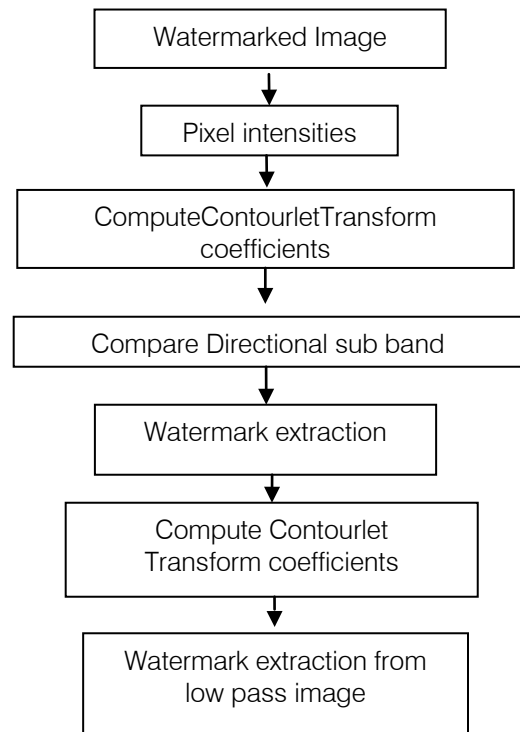 Watermarked Image
Pixel intensities
ComputeContourletTransform
coefficients
Compare Directional sub band
Watermark extraction
Compute Contourlet
Transform coefficients
Watermark extraction from
low pass image